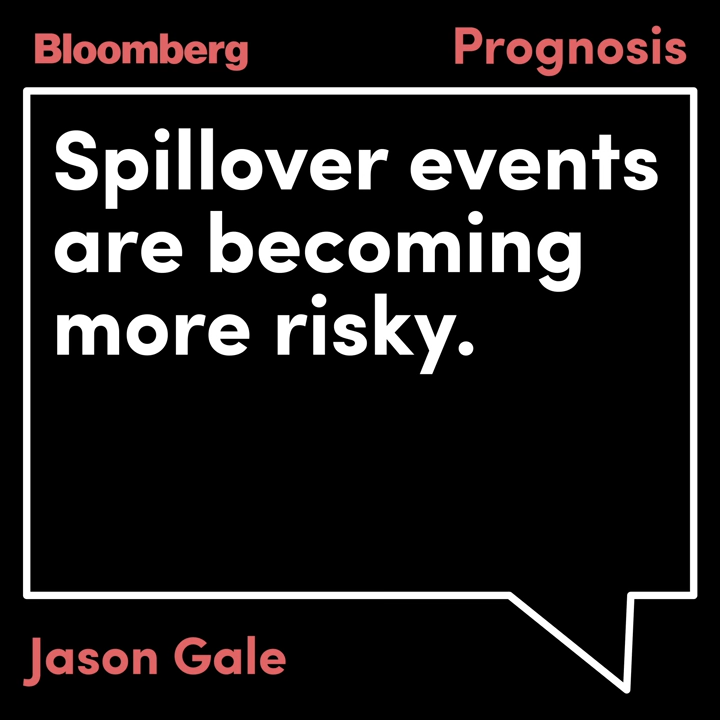 Bloomberg Prognosis
Spillover events
are becoming
more risky.
Jason Gale